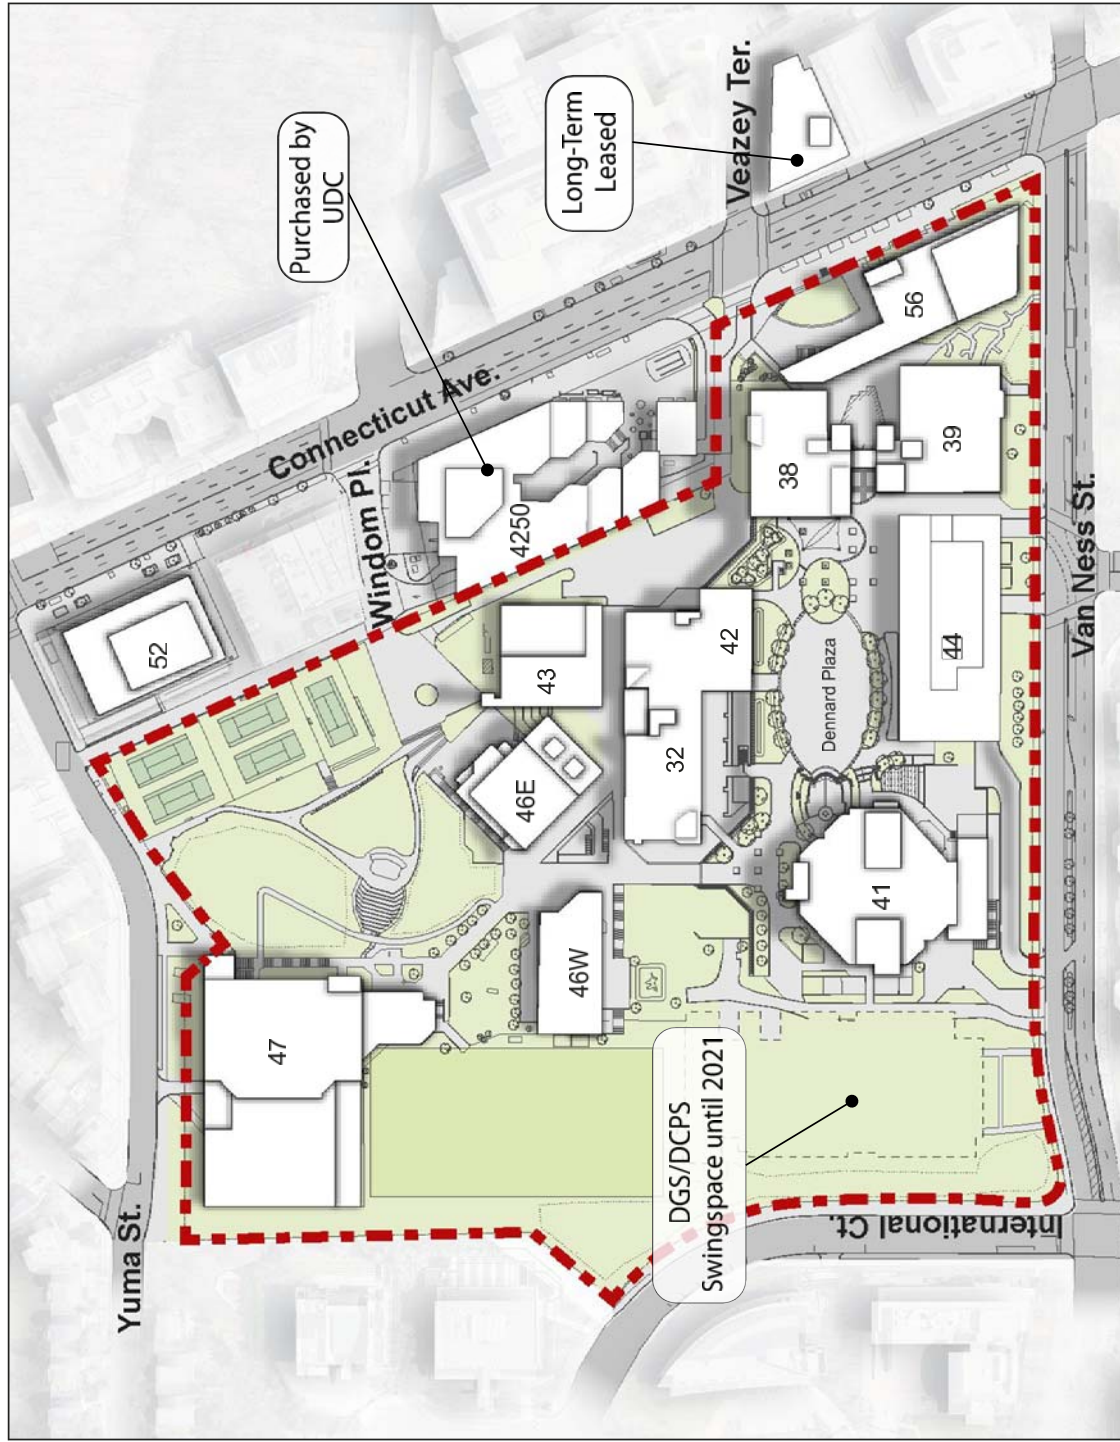 Yuma St.
47
46W
46E
43
52
Windom Pl.
Connecticut Ave.
4250
Purchased by
UDC
Long-Term
Leased
Veazey Ter.
DGS/DCPS
Swingspace until 2021
32
42
38
39
56
Dennard Plaza
41
44
International Ct.
Van Ness St.